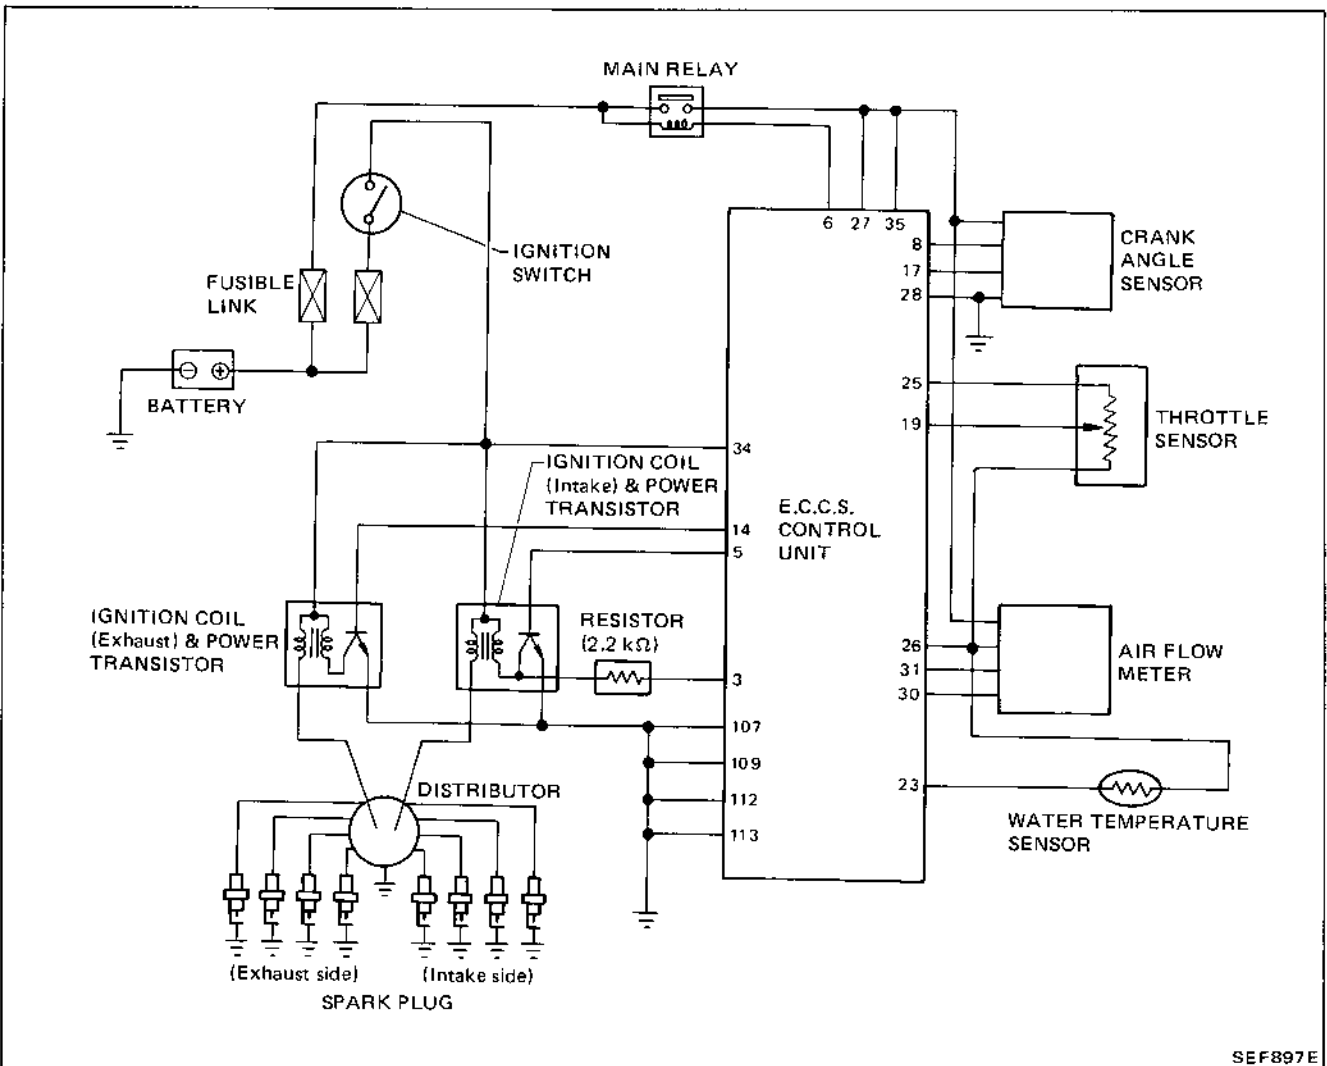 MAIN RELAY
6 27 35
8
17
28
CRANK
ANGLE
SENSOR
IGNITION
SWITCH
FUSIBLE
LINK
BATTERY
25
19
THROTTLE
SENSOR
34
IGNITION COIL
(Intake) & POWER
TRANSISTOR
14
5
E.C.C.S.
CONTROL
UNIT
IGNITION COIL
(Exhaust) & POWER
TRANSISTOR
RESISTOR
(2.2 kΩ)
3
26
31
30
AIR FLOW
METER
107
109
112
113
23
WATER TEMPERATURE
SENSOR
DISTRIBUTOR
(Exhaust side)
(Intake side)
SPARK PLUG
SEF897E